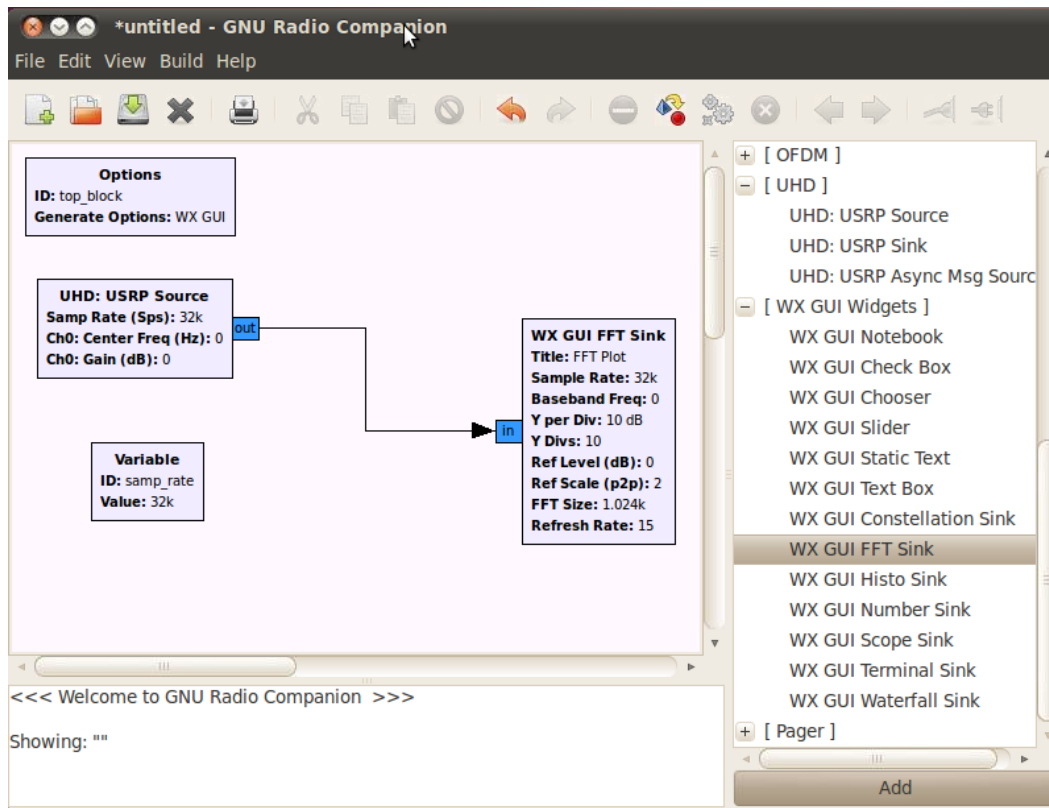 *untitled - GNU Radio Companion
File Edit View Build Help
Options
ID: top_block
Generate Options: WX GUI
UHD: USRP Source
Samp Rate (Sps): 32k
Ch0: Center Freq (Hz): 0
Ch0: Gain (dB): 0
out
Variable
ID: samp_rate
Value: 32k
in
WX GUI FFT Sink
Title: FFT Plot
Sample Rate: 32k
Baseband Freq: 0
Y per Div: 10 dB
Y Divs: 10
Ref Level (dB): 0
Ref Scale (p2p): 2
FFT Size: 1.024k
Refresh Rate: 15
[ OFDM ]
[ UHD ]
UHD: USRP Source
UHD: USRP Sink
UHD: USRP Async Msg Sourc
[ WX GUI Widgets ]
WX GUI Notebook
WX GUI Check Box
WX GUI Chooser
WX GUI Slider
WX GUI Static Text
WX GUI Text Box
WX GUI Constellation Sink
WX GUI FFT Sink
WX GUI Histo Sink
WX GUI Number Sink
WX GUI Scope Sink
WX GUI Terminal Sink
WX GUI Waterfall Sink
[ Pager ]
Add
<<< Welcome to GNU Radio Companion >>>
Showing: ""